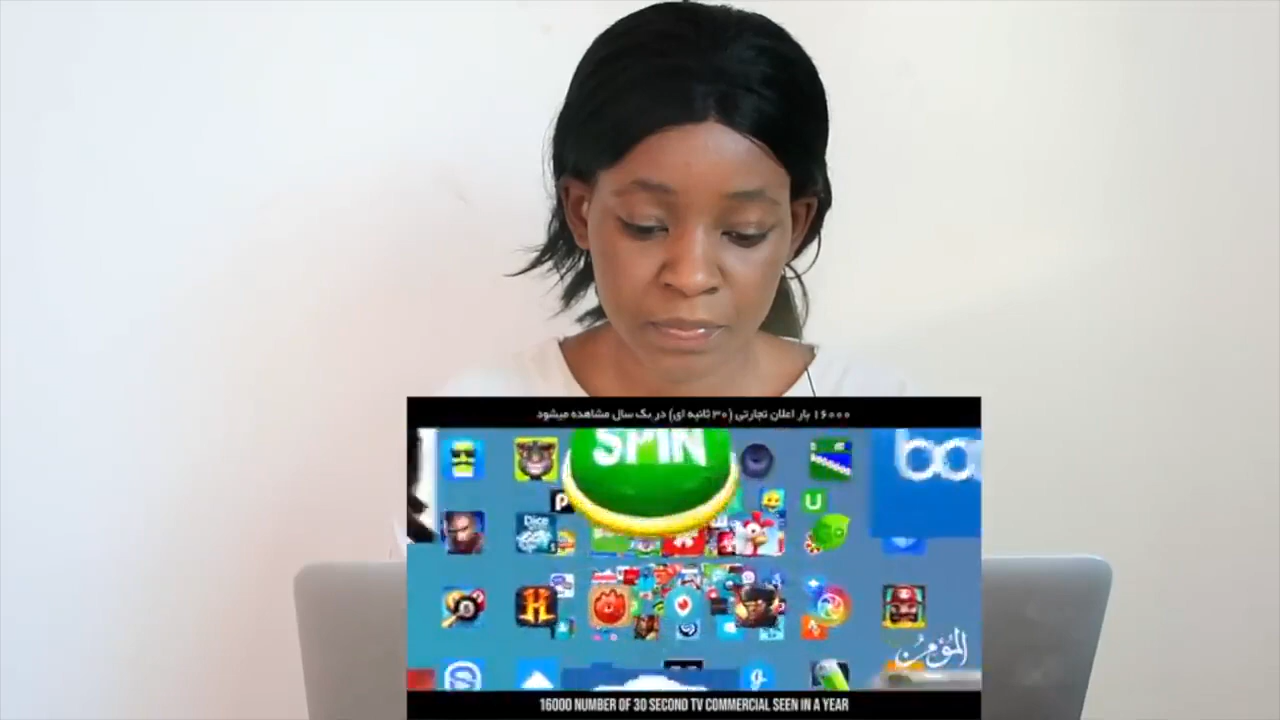 ۱۶۰۰۰ بار اعلان تجارتی (۳۰ ثانیه ای) در یک سال مشاهده میشود
SPIN
Dice
H
المؤمن
16000 NUMBER OF 30 SECOND TV COMMERCIAL SEEN IN A YEAR